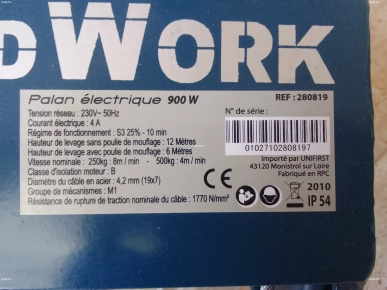 D WORK
Palan électrique 900 W
REF : 280819
Tension réseau : 230V~ 50Hz
Courant électrique : 4 A
Régime de fonctionnement : S3 25% - 10 min
Hauteur de levage sans poulie de mouflage : 12 Mètres
Hauteur de levage avec poulie de mouflage : 6 Mètres
Vitesse nominale : 250kg : 8m / min - 500kg : 4m / min
Classe d'isolation moteur : B
Diamètre du câble en acier : 4,2 mm (19x7)
Groupe de mécanismes : M1
Résistance de rupture de traction nominale du câble : 1770 N/mm²
N° de série :
01027102808197
Importé par UNIFIRST
43120 Monistrol sur Loire
Fabriqué en RPC
CE
2010
IP 54